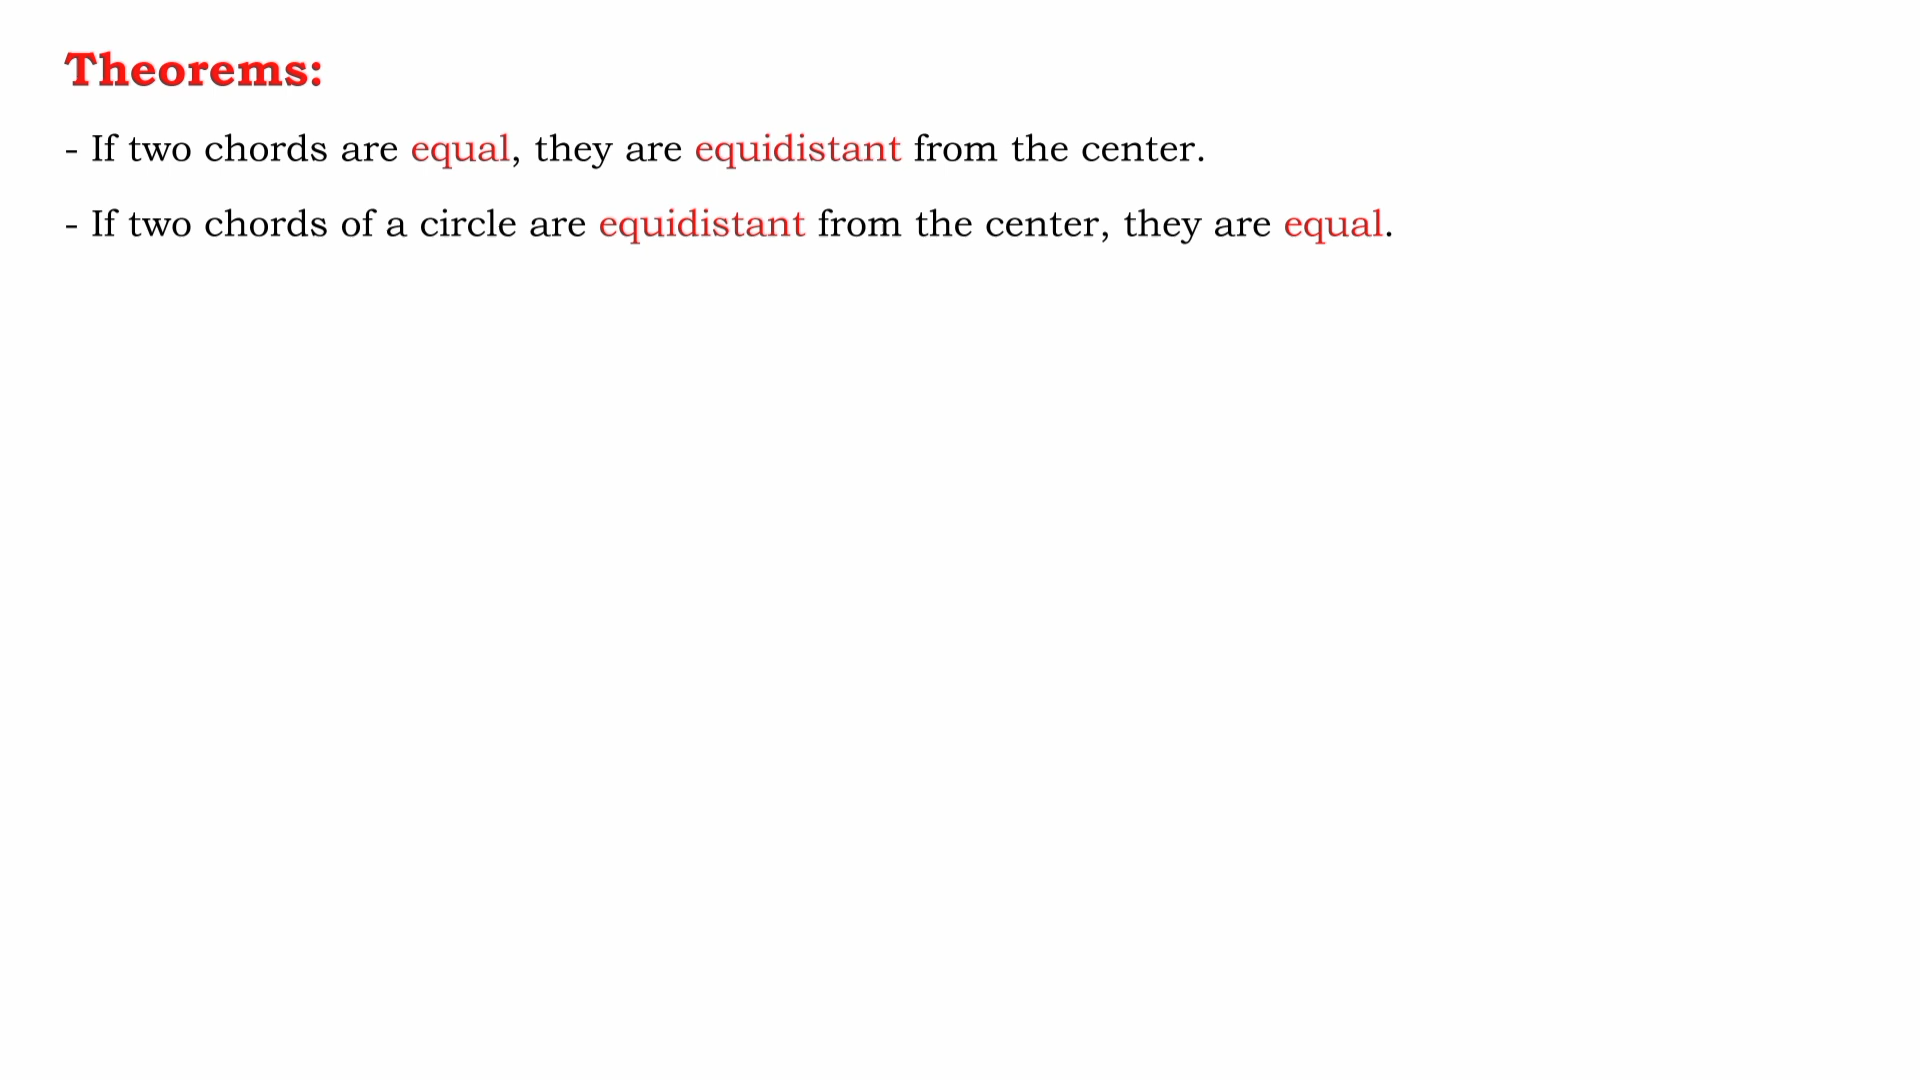 Theorems:
- If two chords are equal, they are equidistant from the center.
- If two chords of a circle are equidistant from the center, they are equal.